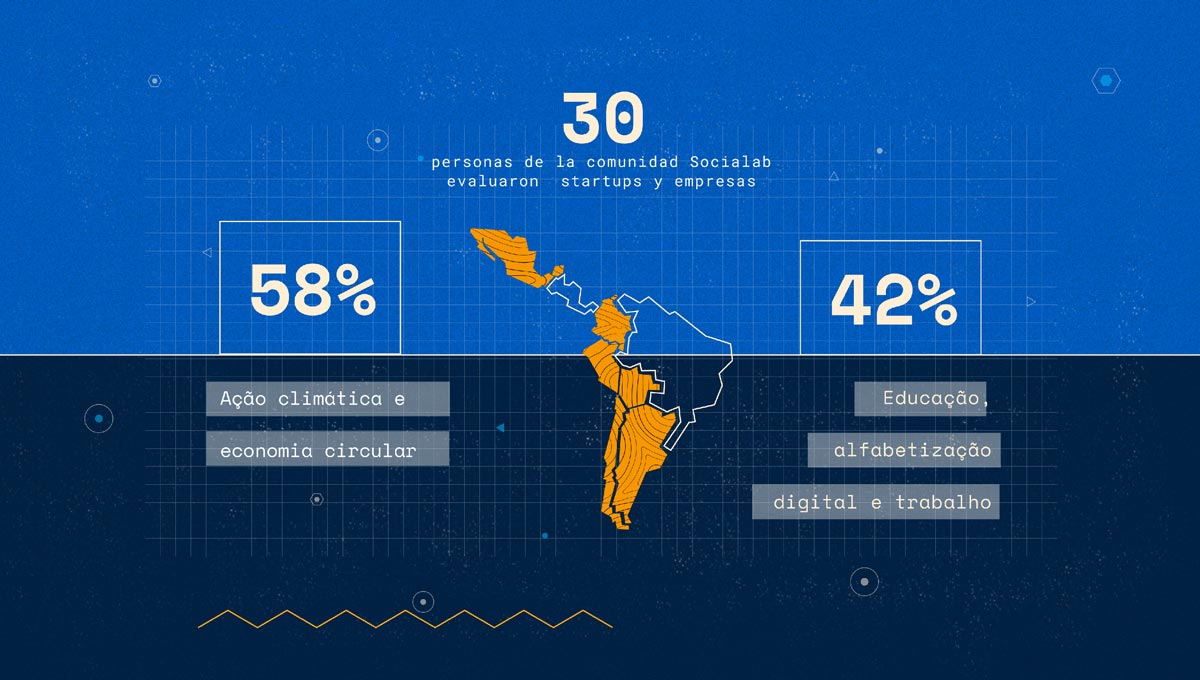 30
personas de la comunidad Socialab
evaluaron startups y empresas
58%
Ação climática e
economia circular
42%
Educação,
alfabetização
digital e trabalho